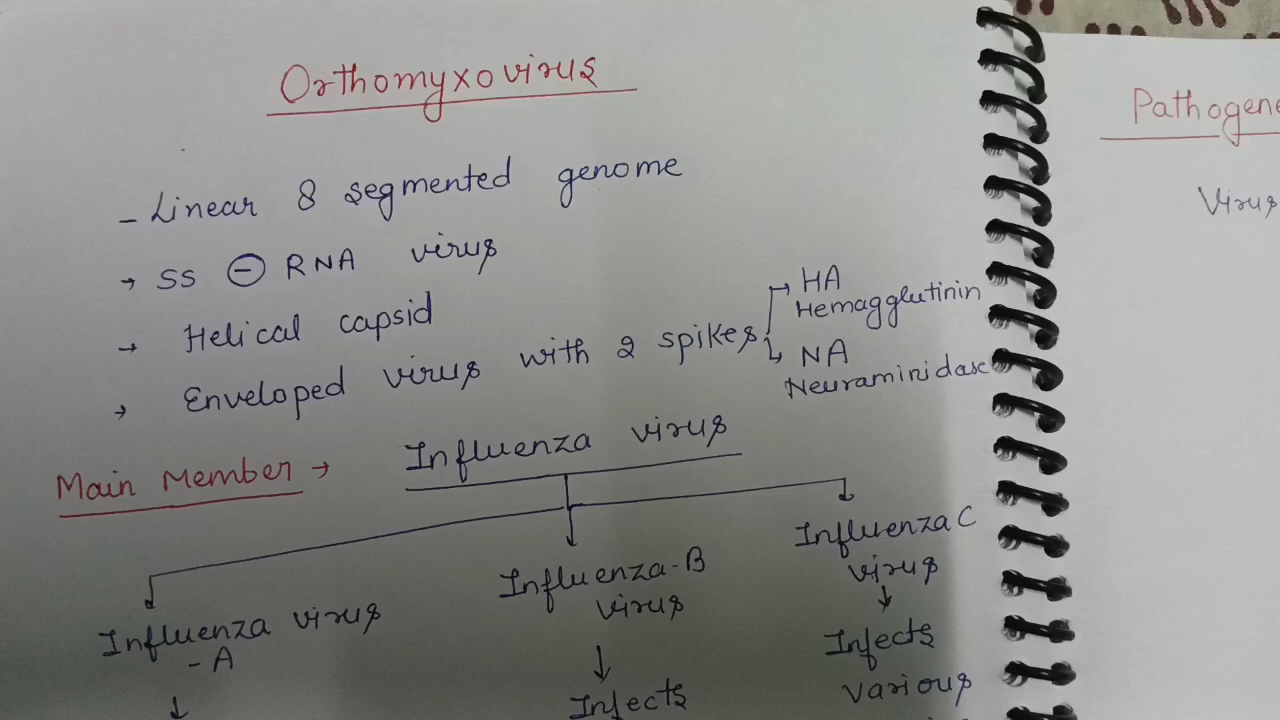 Orthomyxovirus
- Linear & segmented genome
→ SS ⊖ RNA virus
→ Helical capsid
→ Enveloped virus with 2 spikes
→ HA
Hemagglutinin
→ NA
Neuraminidase
Main Member → Influenza virus
Influenza virus
- A
↓
Influenza-B
virus
↓
Infects
Influenza C
virus
↓
Infects
various
Pathogene
Virus